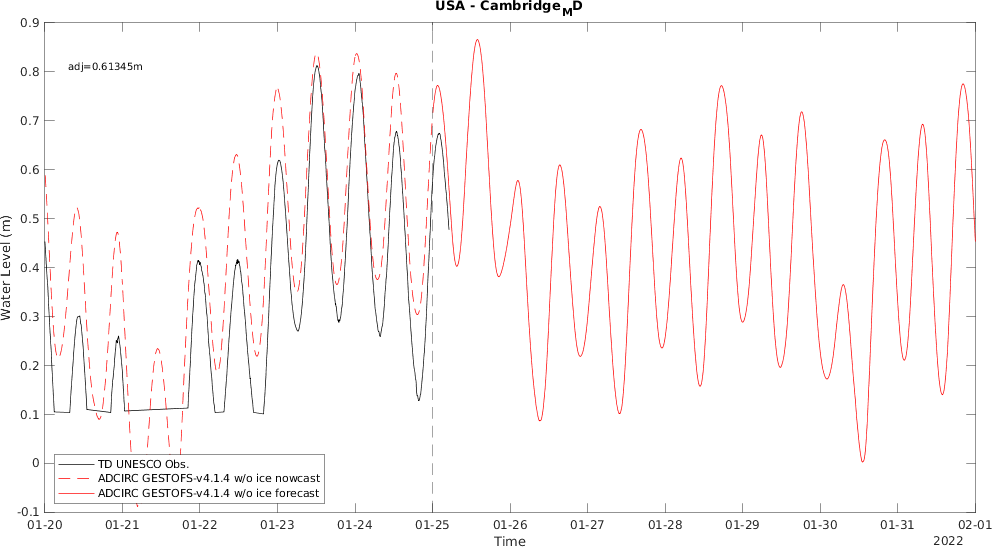 USA - Cambridge_MD
0.9
0.8
0.7
0.6
0.5
0.4
0.3
0.2
0.1
0
-0.1
Water Level (m)
adj=0.61345m
TD UNESCO Obs.
ADCIRC GESTOFS-v4.1.4 w/o ice nowcast
ADCIRC GESTOFS-v4.1.4 w/o ice forecast
01-20 01-21 01-22 01-23 01-24 01-25 01-26 01-27 01-28 01-29 01-30 01-31 02-01
Time
2022